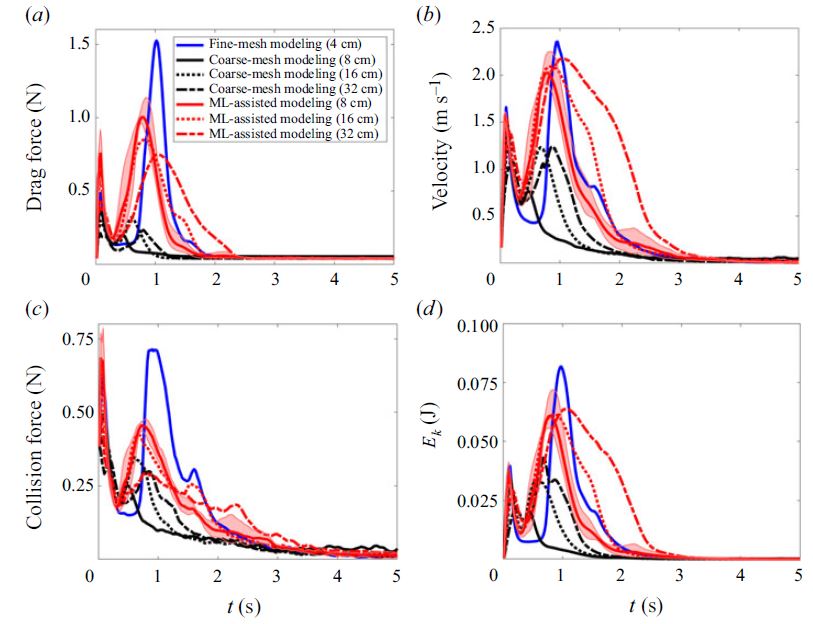 (a)
(b)
1.5
1.0
0.5
0
1
2
3
4
5
Drag force (N)
Fine-mesh modeling (4 cm)
Coarse-mesh modeling (8 cm)
Coarse-mesh modeling (16 cm)
Coarse-mesh modeling (32 cm)
ML-assisted modeling (8 cm)
ML-assisted modeling (16 cm)
ML-assisted modeling (32 cm)
2.5
2.0
1.5
1.0
0.5
0
1
2
3
4
5
Velocity (m s⁻¹)
(c)
(d)
0.75
0.50
0.25
0
1
2
3
4
5
Collision force (N)
t (s)
0.100
0.075
0.050
0.025
0
1
2
3
4
5
Eₖ (J)
t (s)